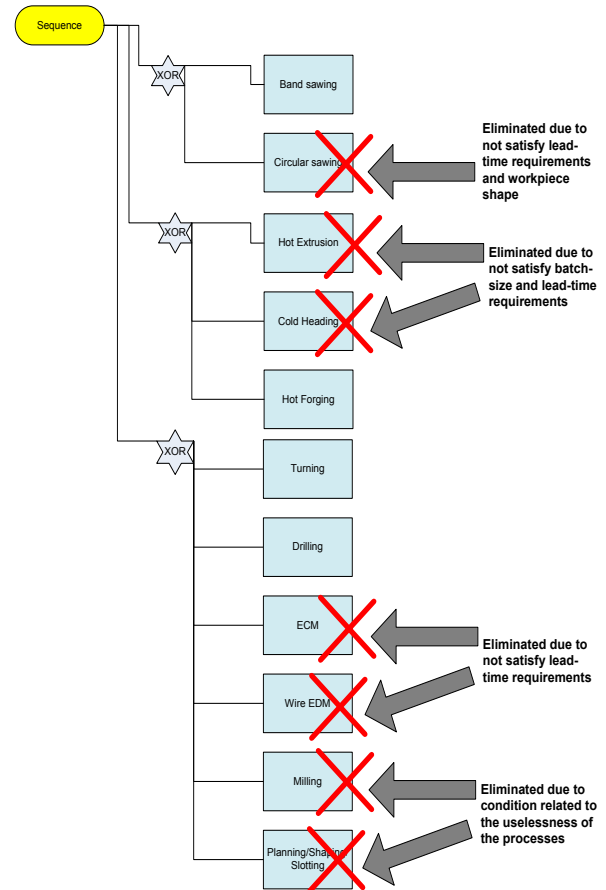 Sequence
XOR
Band sawing
Circular sawing
Eliminated due to
not satisfy lead-
time requirements
and workpiece
shape
XOR
Hot Extrusion
Eliminated due to
not satisfy batch-
size and lead-time
requirements
Cold Heading
Hot Forging
XOR
Turning
Drilling
ECM
Eliminated due to
not satisfy lead-
time requirements
Wire EDM
Milling
Eliminated due to
condition related to
the uselessness of
the processes
Planning/Shaping/
Slotting